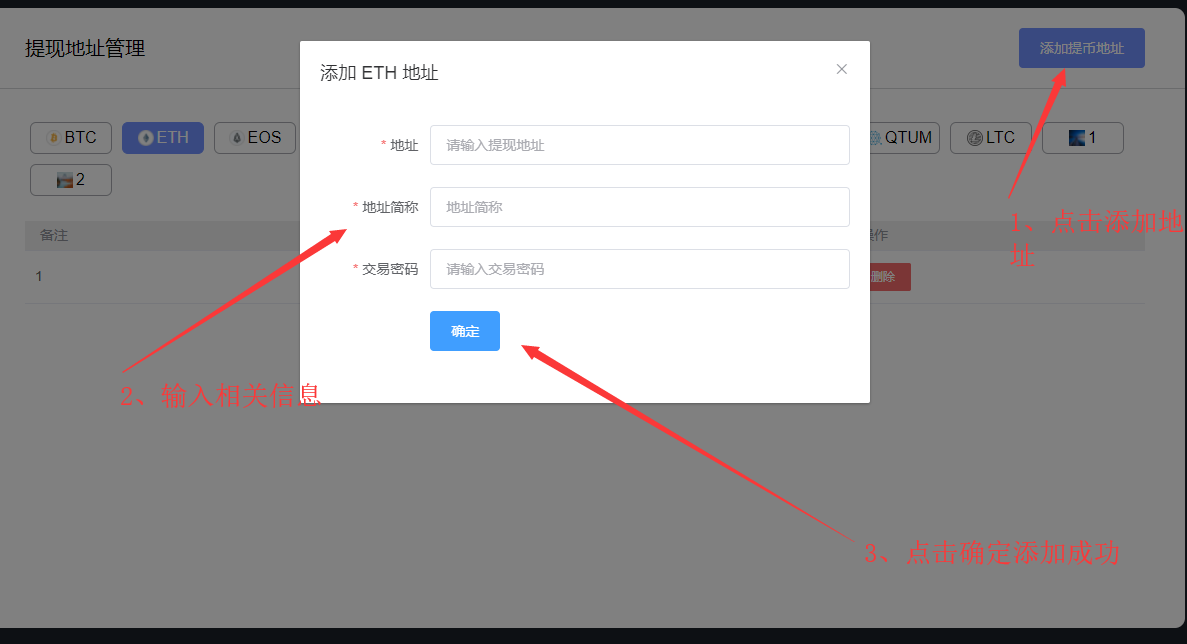 提现地址管理
添加提币地址
添加 ETH 地址
BTC
ETH
EOS
QTUM
LTC
1
2
* 地址
请输入提现地址
* 地址简称
地址简称
* 交易密码
请输入交易密码
确定
备注
操作
1
删除
1、点击添加地
址
2、输入相关信息
3、点击确定添加成功